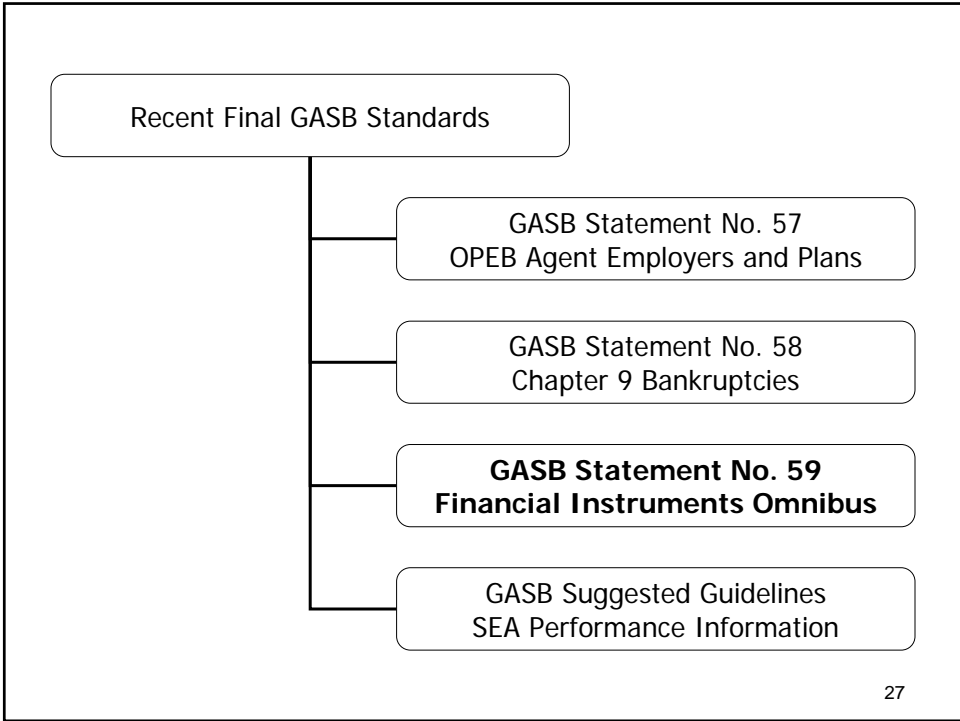 Recent Final GASB Standards
GASB Statement No. 57
OPEB Agent Employers and Plans
GASB Statement No. 58
Chapter 9 Bankruptcies
GASB Statement No. 59
Financial Instruments Omnibus
GASB Suggested Guidelines
SEA Performance Information
27